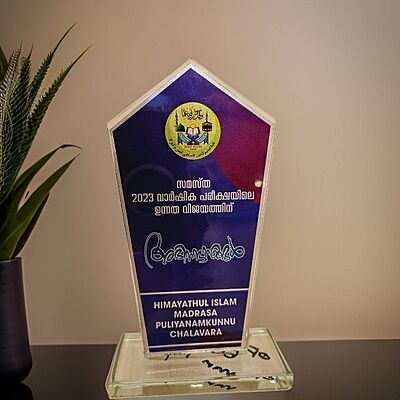 സമസ്ത
2023 വാർഷിക പരീക്ഷയിലെ
ഉന്നത വിജയത്തിന്
അഭിനന്ദനങ്ങൾ
HIMAYATHUL ISLAM
MADRASA
PULIYANAMKUNNU
CHALAVARA